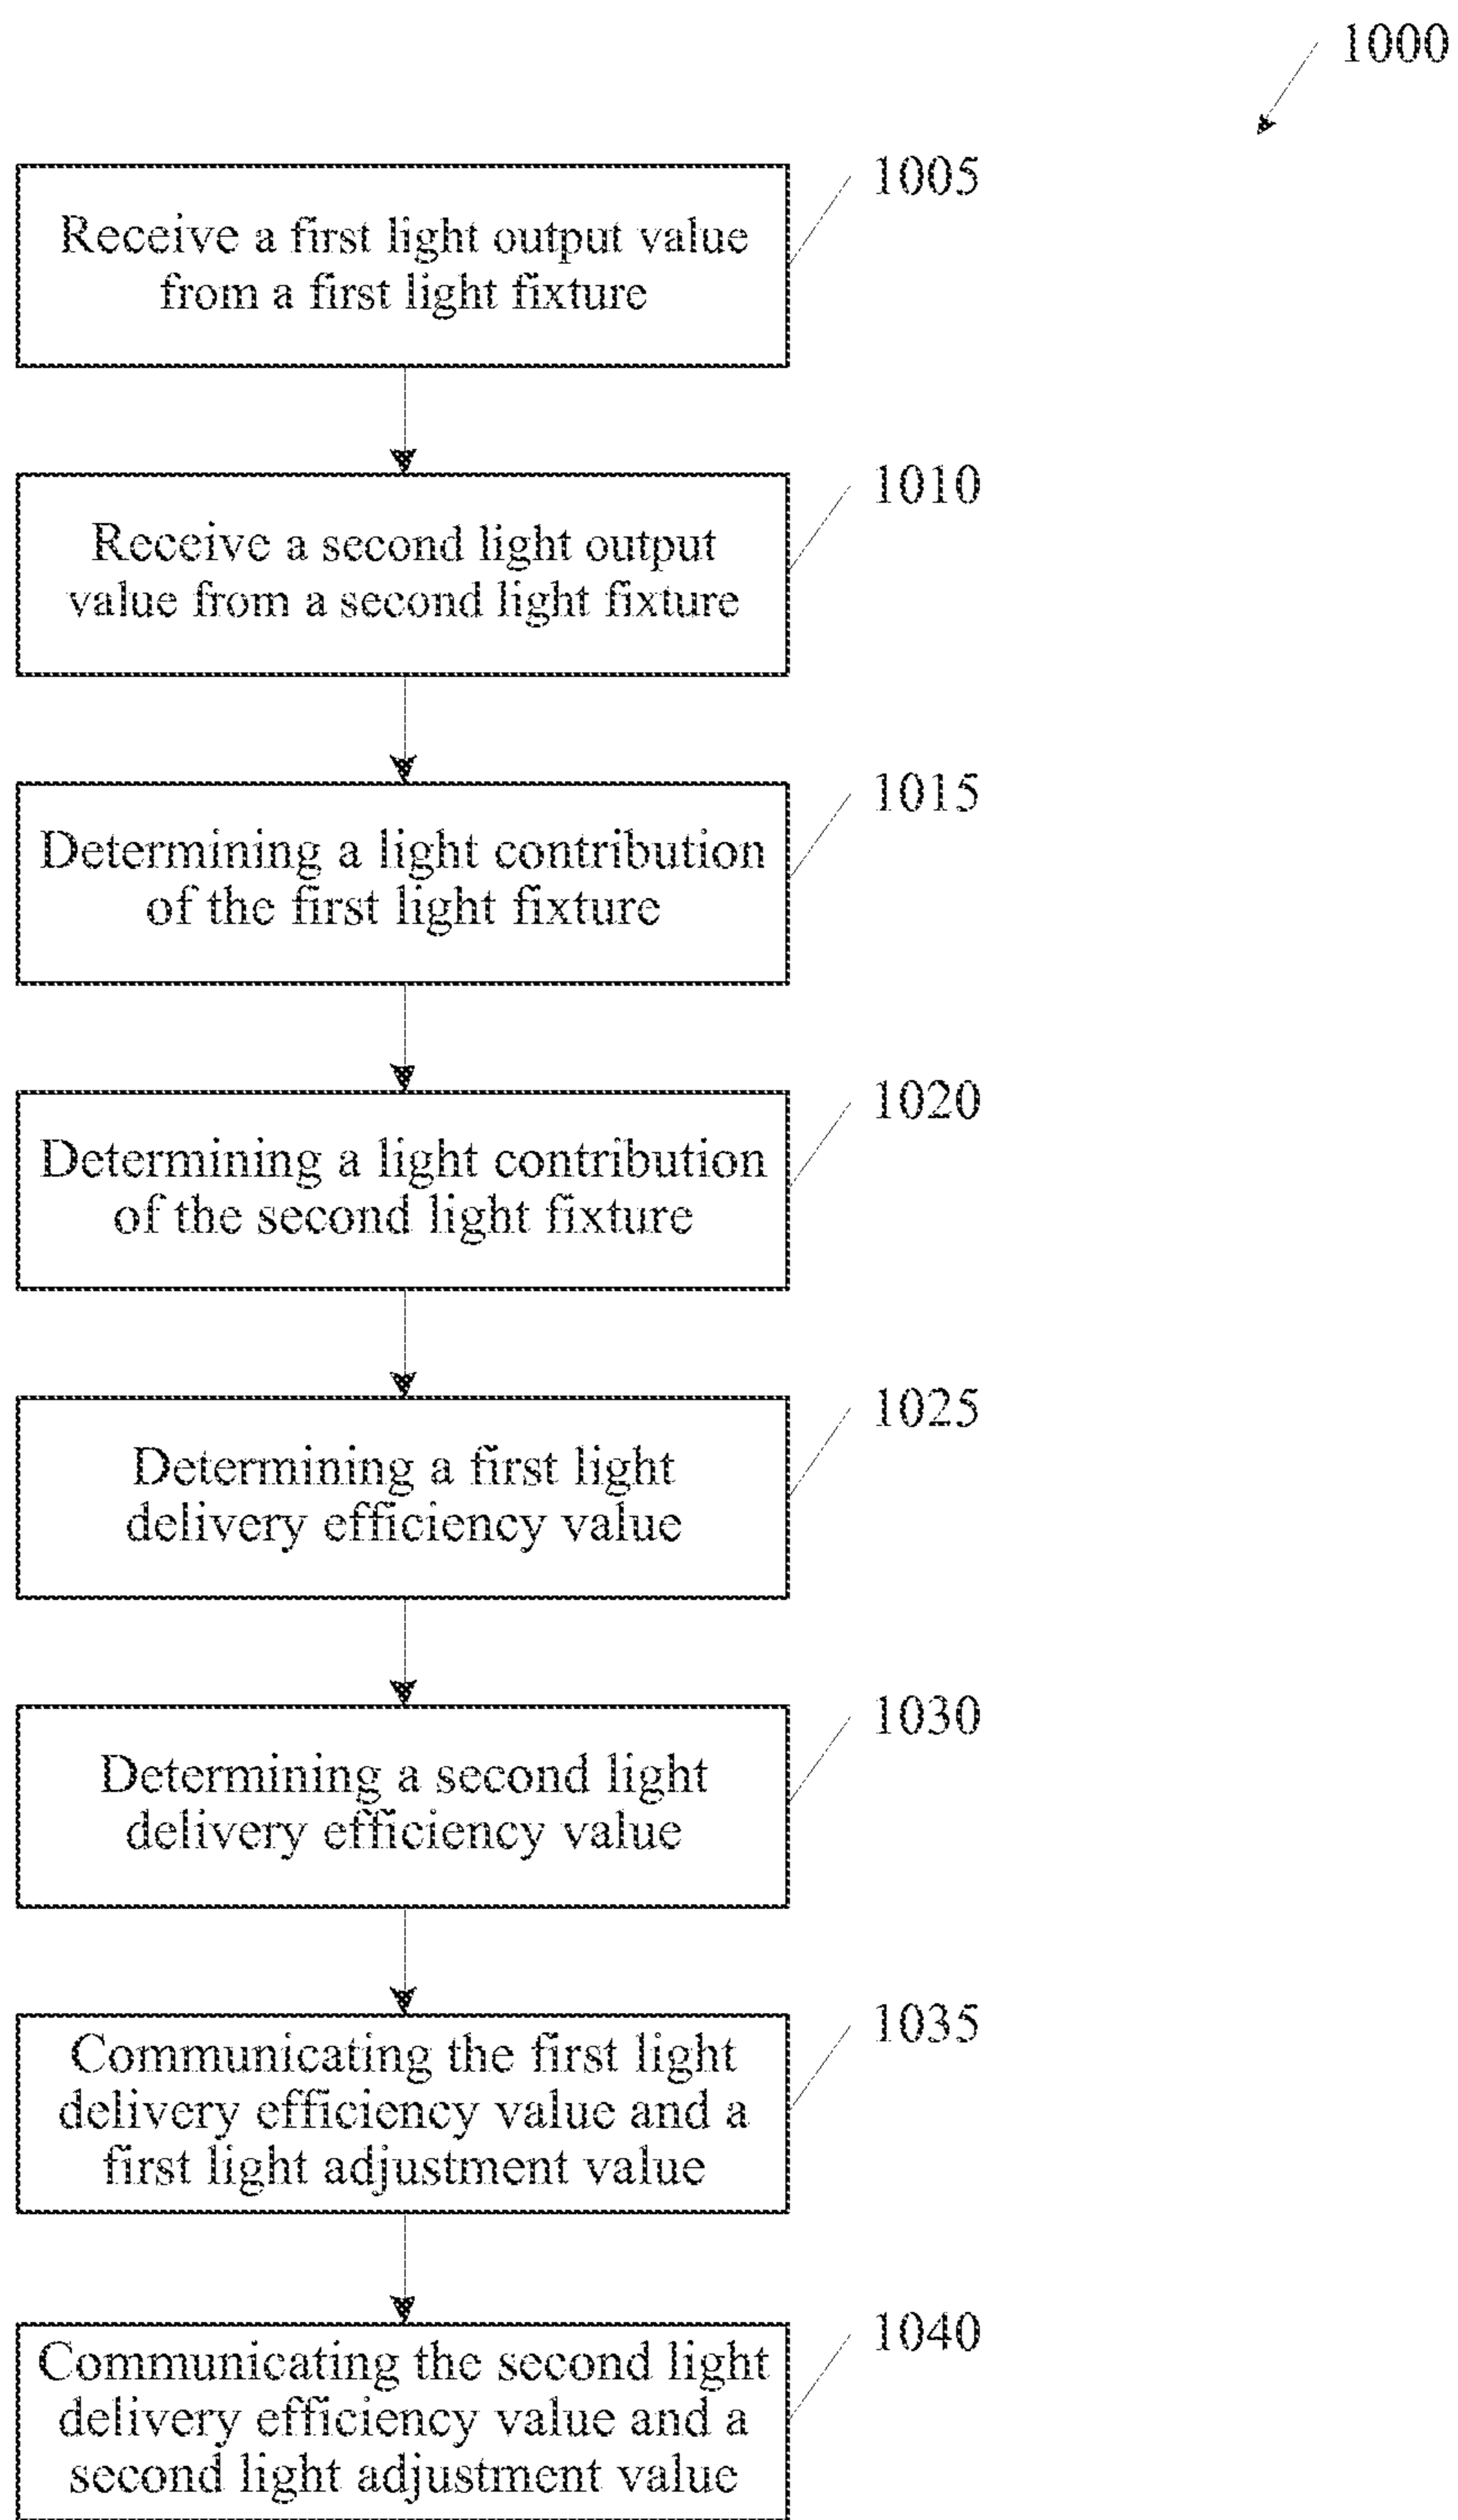 1000
1005
Receive a first light output value
from a first light fixture
1010
Receive a second light output
value from a second light fixture
1015
Determining a light contribution
of the first light fixture
1020
Determining a light contribution
of the second light fixture
1025
Determining a first light
delivery efficiency value
1030
Determining a second light
delivery efficiency value
1035
Communicating the first light
delivery efficiency value and a
first light adjustment value
1040
Communicating the second light
delivery efficiency value and a
second light adjustment value